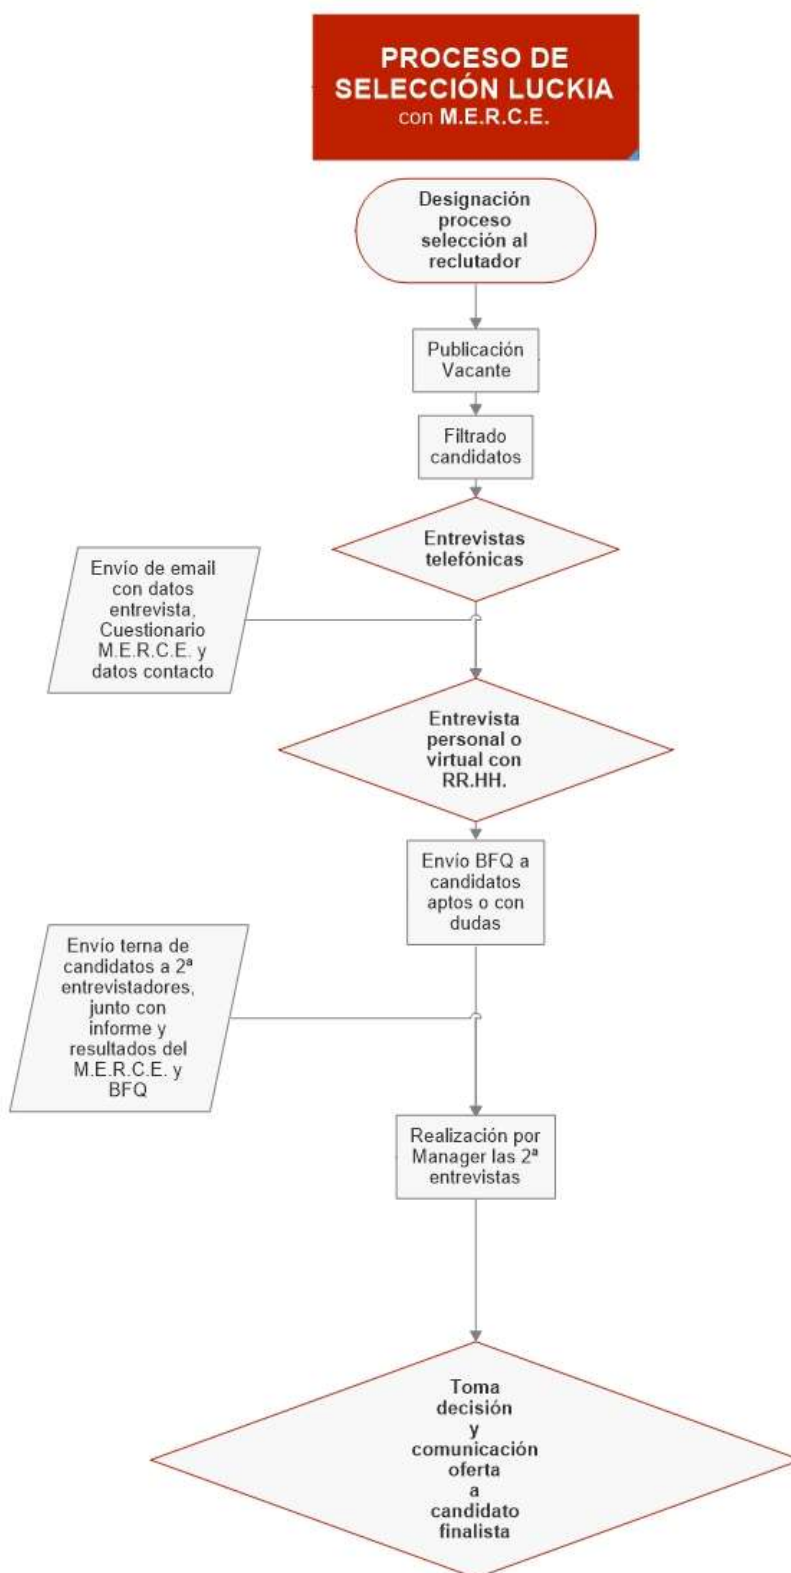 PROCESO DE
SELECCIÓN LUCKIA
con M.E.R.C.E.
Designación
proceso
selección al
reclutador
Publicación
Vacante
Filtrado
candidatos
Entrevistas
telefónicas
Envío de email
con datos
entrevista,
Cuestionario
M.E.R.C.E. y
datos contacto
Entrevista
personal o
virtual con
RR.HH.
Envío BFQ a
candidatos
aptos o con
dudas
Envío terna de
candidatos a 2ª
entrevistadores,
junto con
informe y
resultados del
M.E.R.C.E. y
BFQ
Realización por
Manager las 2ª
entrevistas
Toma
decisión
y
comunicación
oferta
a
candidato
finalista